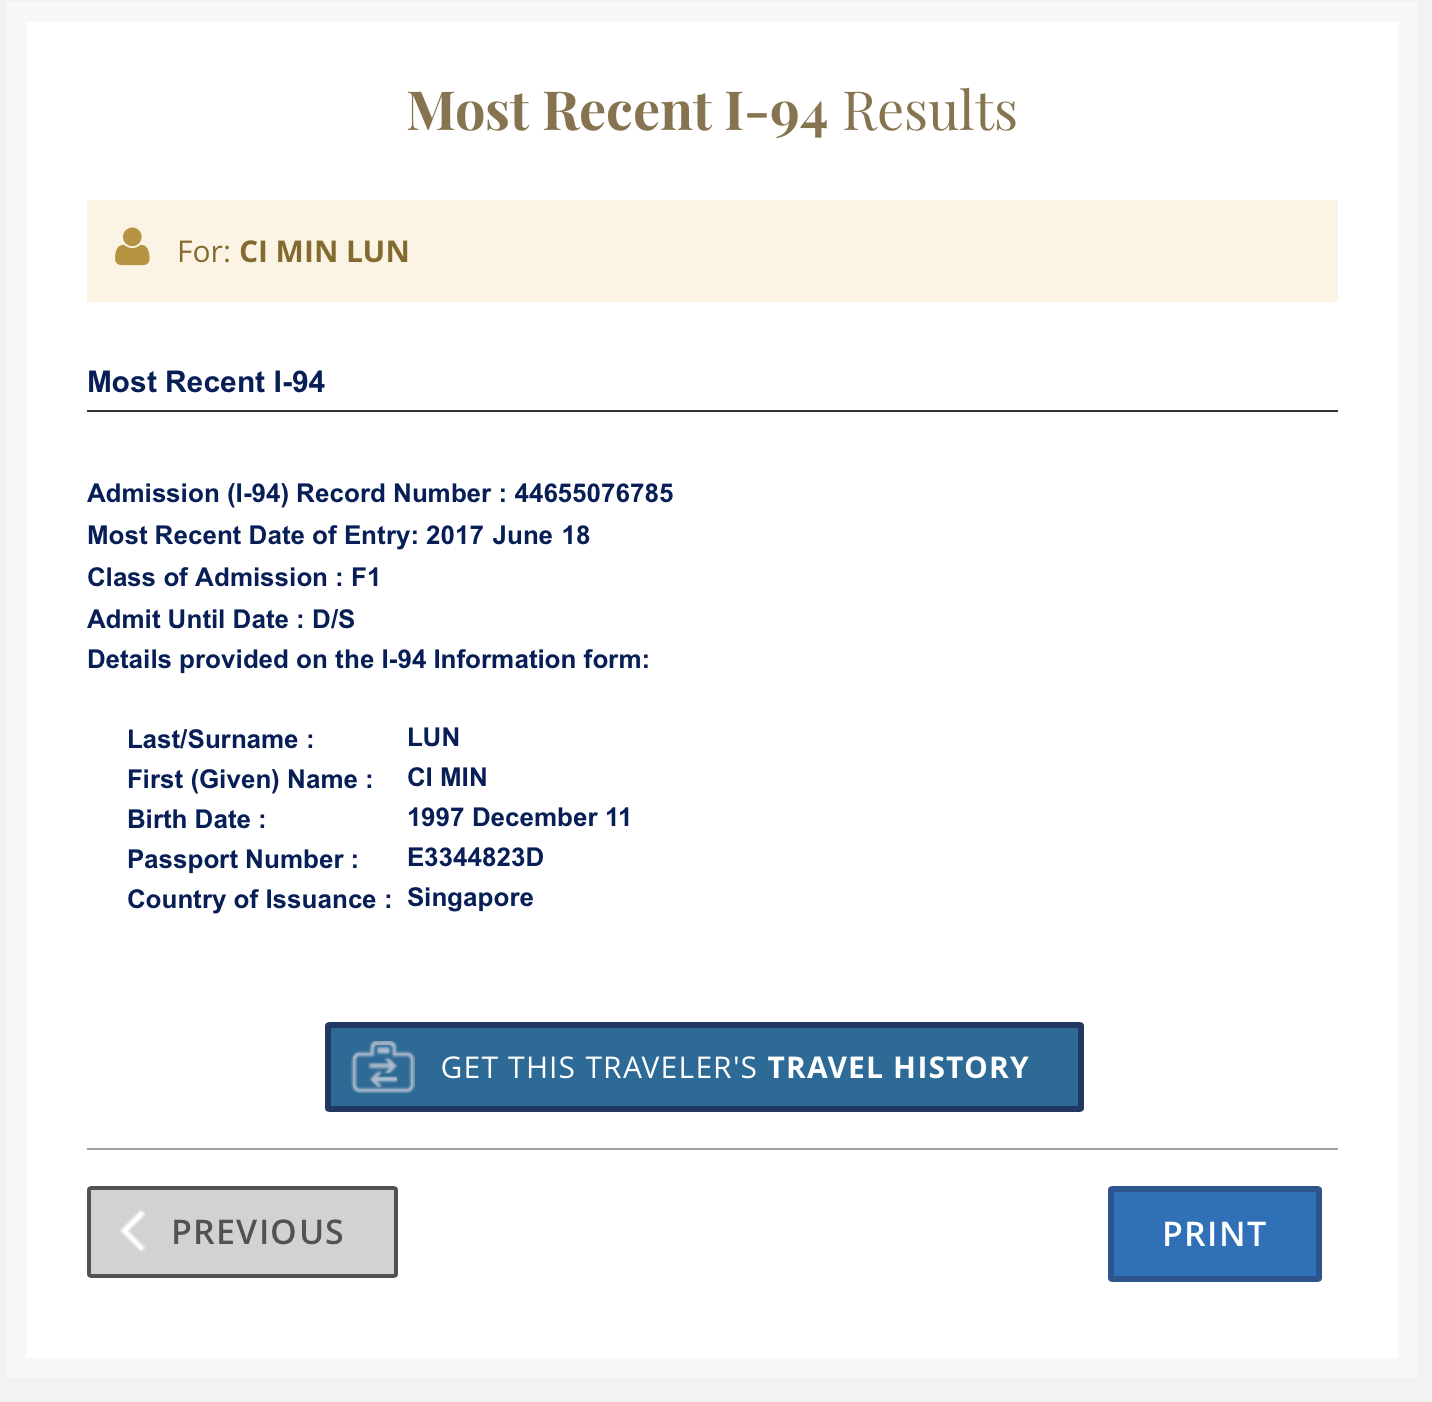 Most Recent I-94 Results
For: CI MIN LUN
Most Recent I-94
Admission (I-94) Record Number : 44655076785
Most Recent Date of Entry: 2017 June 18
Class of Admission : F1
Admit Until Date : D/S
Details provided on the I-94 Information form:
Last/Surname : LUN
First (Given) Name : CI MIN
Birth Date : 1997 December 11
Passport Number : E3344823D
Country of Issuance : Singapore
GET THIS TRAVELER'S TRAVEL HISTORY
PREVIOUS
PRINT